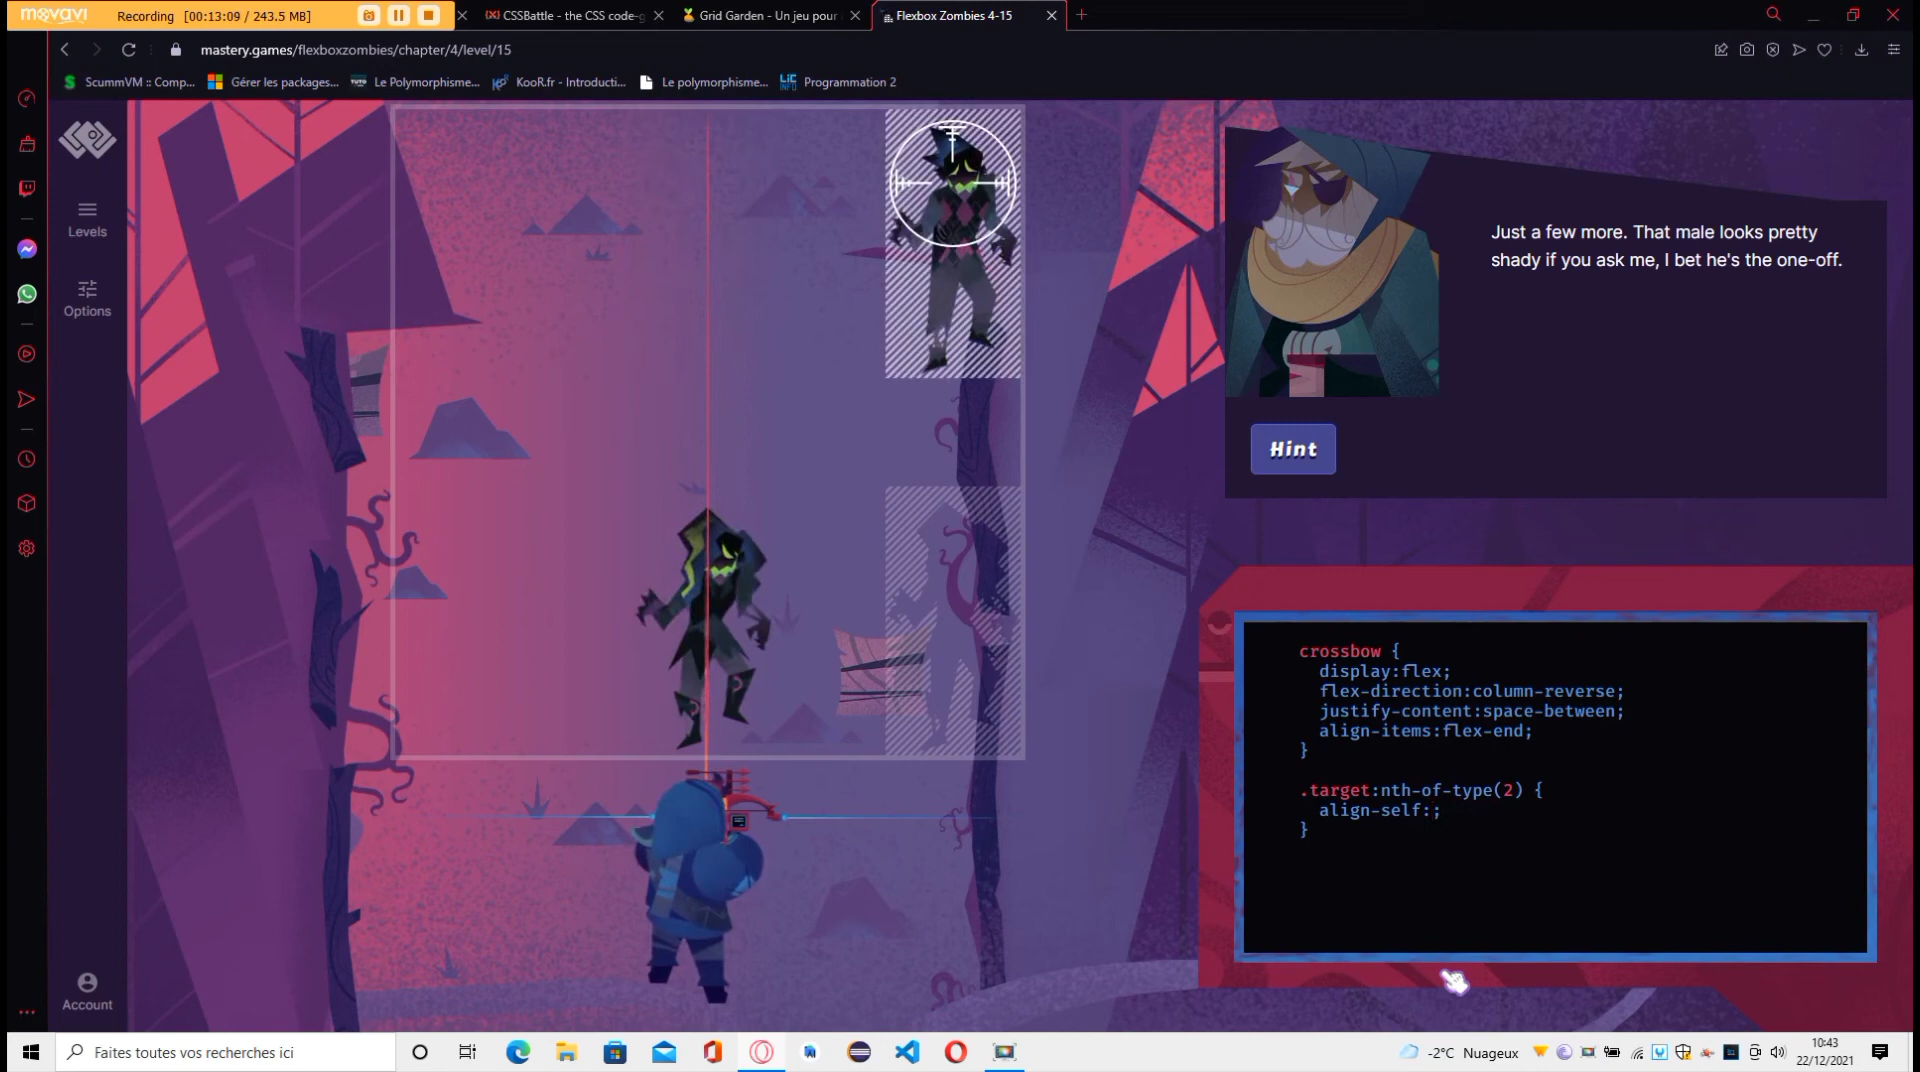 movavi Recording [00:13:09 / 243.5 MB]
CSSBattle - the CSS code-g
Grid Garden - Un jeu pour
Flexbox Zombies 4-15
mastery.games/flexboxzombies/chapter/4/level/15
ScummVM :: Comp... Gérer les packages... TUTO Le Polymorphisme... KooR.fr - Introducti... Le polymorphisme... LiC INFO Programmation 2
Levels
Options
Account
Just a few more. That male looks pretty
shady if you ask me, I bet he's the one-off.
Hint
crossbow {
display:flex;
flex-direction:column-reverse;
justify-content:space-between;
align-items:flex-end;
}
.target:nth-of-type(2) {
align-self:;
}
Faites toutes vos recherches ici
-2°C Nuageux
10:43
22/12/2021